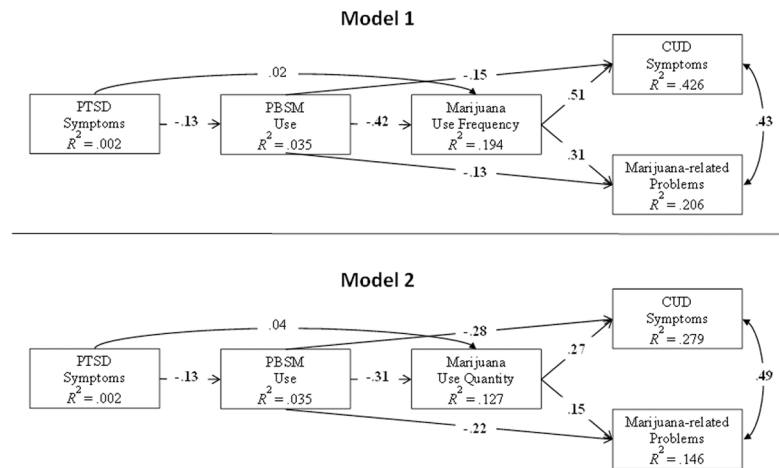 Model 1
.02
-.15
CUD
Symptoms
R² = .426
PTSD
Symptoms
R² = .002
-.13
PBSM
Use
R² = .035
-.42
Marijuana
Use Frequency
R² = .194
.51
.31
.43
-.13
Marijuana-related
Problems
R² = .206
Model 2
.04
-.28
CUD
Symptoms
R² = .279
PTSD
Symptoms
R² = .002
-.13
PBSM
Use
R² = .035
-.31
Marijuana
Use Quantity
R² = .127
.27
.15
.49
-.22
Marijuana-related
Problems
R² = .146